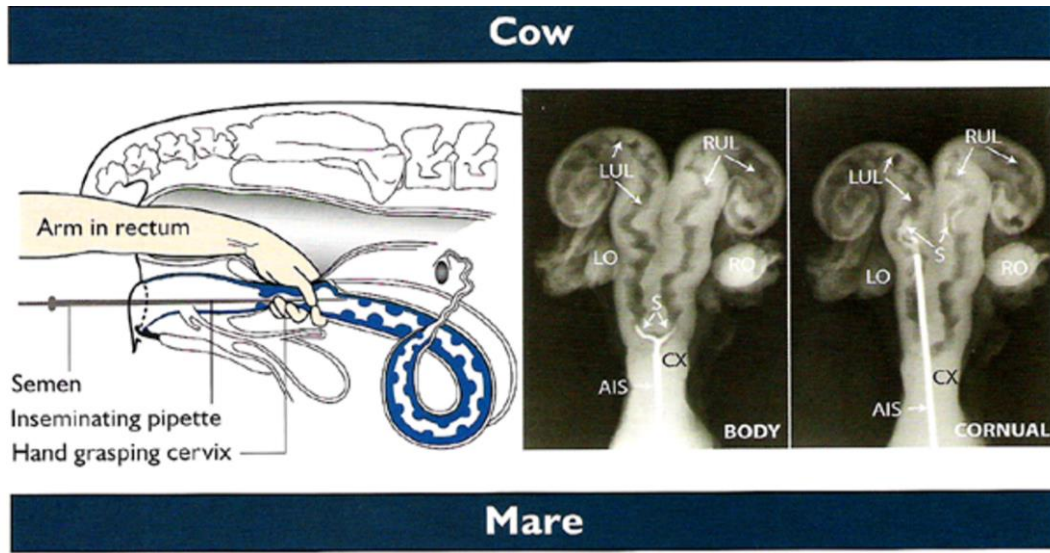 Cow
Arm in rectum
Semen
Inseminating pipette
Hand grasping cervix
LUL
RUL
LO
RO
S
CX
AIS
BODY
LUL
RUL
LO
S
RO
CX
AIS
CORNUAL
Mare